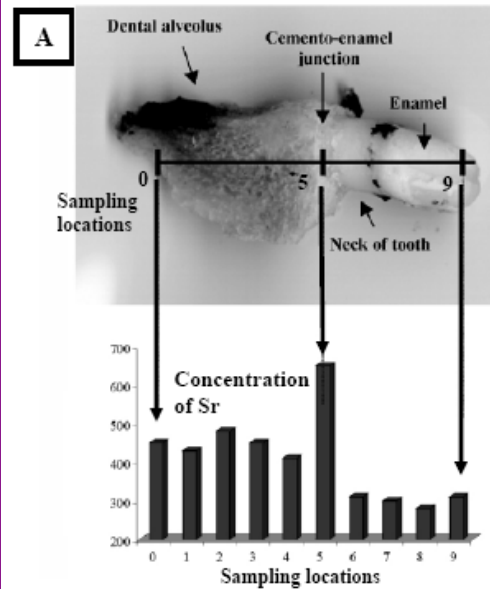 A
Dental alveolus
Cemento-enamel
junction
Enamel
0
5
9
Sampling
locations
Neck of tooth
700
600
500
400
300
200
Concentration
of Sr
0 1 2 3 4 5 6 7 8 9
Sampling locations